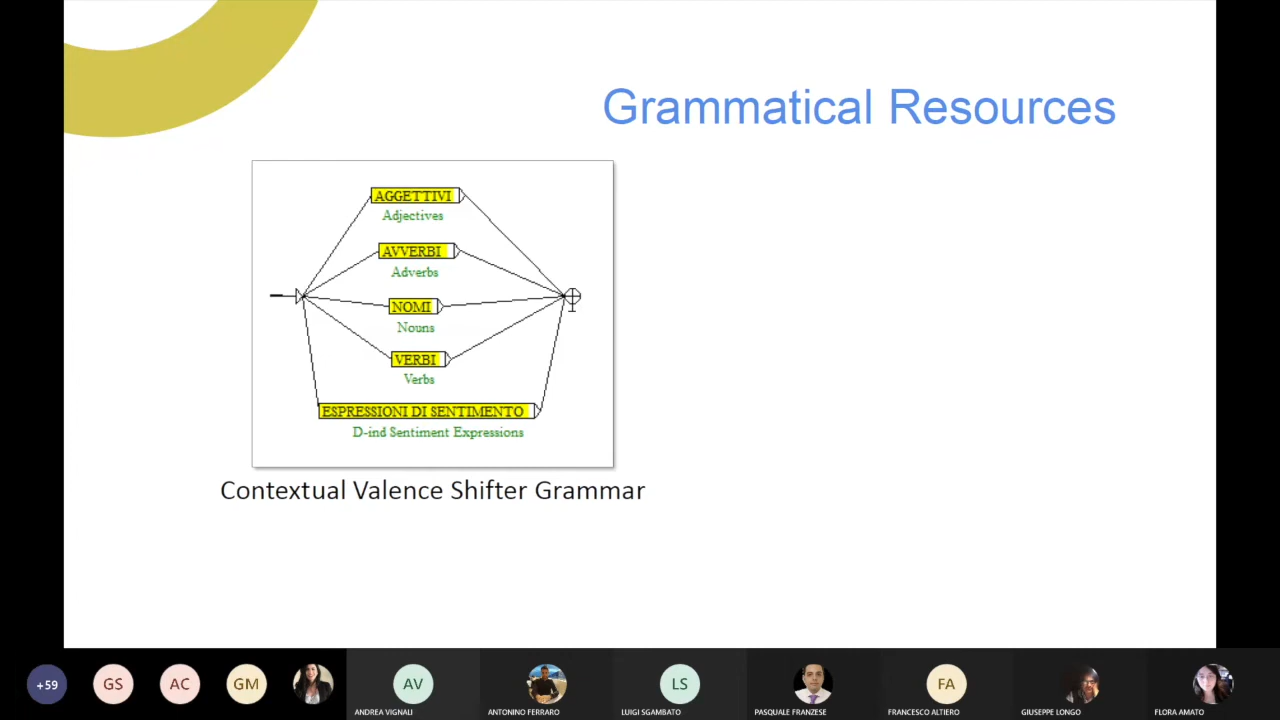 Grammatical Resources
AGGETTIVI
Adjectives
AVVERBI
Adverbs
NOMI
Nouns
VERBI
Verbs
ESPRESSIONI DI SENTIMENTO
D-ind Sentiment Expressions
Contextual Valence Shifter Grammar
+59
GS
AC
GM
AV
LS
FA
ANDREA VIGNALI
ANTONINO FERRARO
LUIGI SGAMBATO
PASQUALE FRANZESE
FRANCESCO ALTIERO
GIUSEPPE LONGO
FLORA AMATO